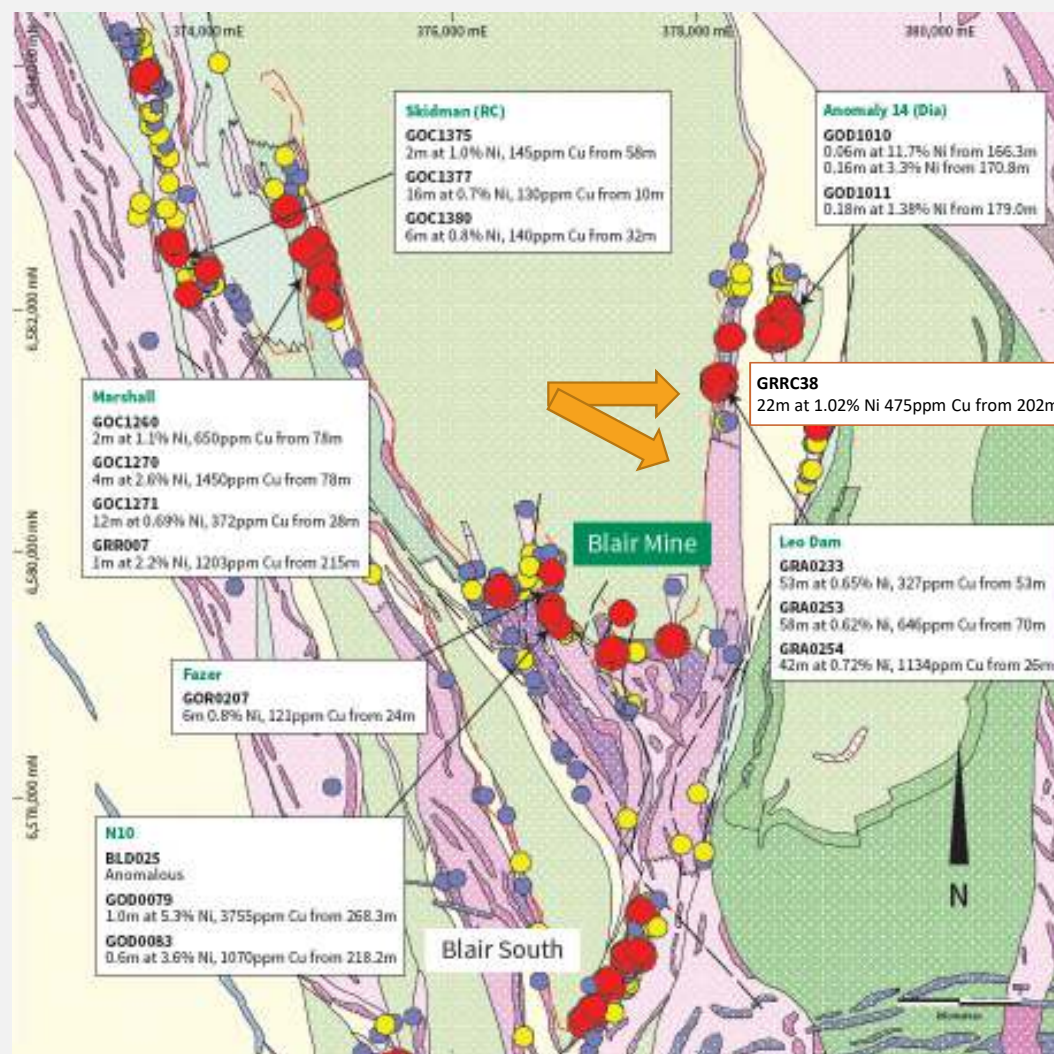 374,000 mE
376,000 mE
378,000 mE
380,000 mE
6,582,000 mN
6,580,000 mN
6,578,000 mN
Skidman (RC)
GOC1375
2m at 1.0% Ni, 145ppm Cu from 58m
GOC1377
16m at 0.7% Ni, 130ppm Cu from 10m
GOC1380
6m at 0.8% Ni, 140ppm Cu from 32m
Anomaly 14 (Dia)
GOD1010
0.06m at 11.7% Ni from 166.3m
0.16m at 3.3% Ni from 170.8m
GOD1011
0.18m at 1.38% Ni from 179.0m
GRRC38
22m at 1.02% Ni 475ppm Cu from 202m
Marshall
GOC1260
2m at 1.1% Ni, 650ppm Cu from 78m
GOC1270
4m at 2.6% Ni, 1450ppm Cu from 78m
GOC1271
12m at 0.69% Ni, 372ppm Cu from 28m
GRR007
1m at 2.2% Ni, 1203ppm Cu from 215m
Blair Mine
Leo Dam
GRA0233
53m at 0.65% Ni, 327ppm Cu from 53m
GRA0253
58m at 0.62% Ni, 646ppm Cu from 70m
GRA0254
42m at 0.72% Ni, 1134ppm Cu from 26m
Fazer
GOR0207
6m 0.8% Ni, 121ppm Cu from 24m
N10
BLD025
Anomalous
GOD0079
1.0m at 5.3% Ni, 3755ppm Cu from 268.3m
GOD0083
0.6m at 3.6% Ni, 1070ppm Cu from 218.2m
Blair South
N